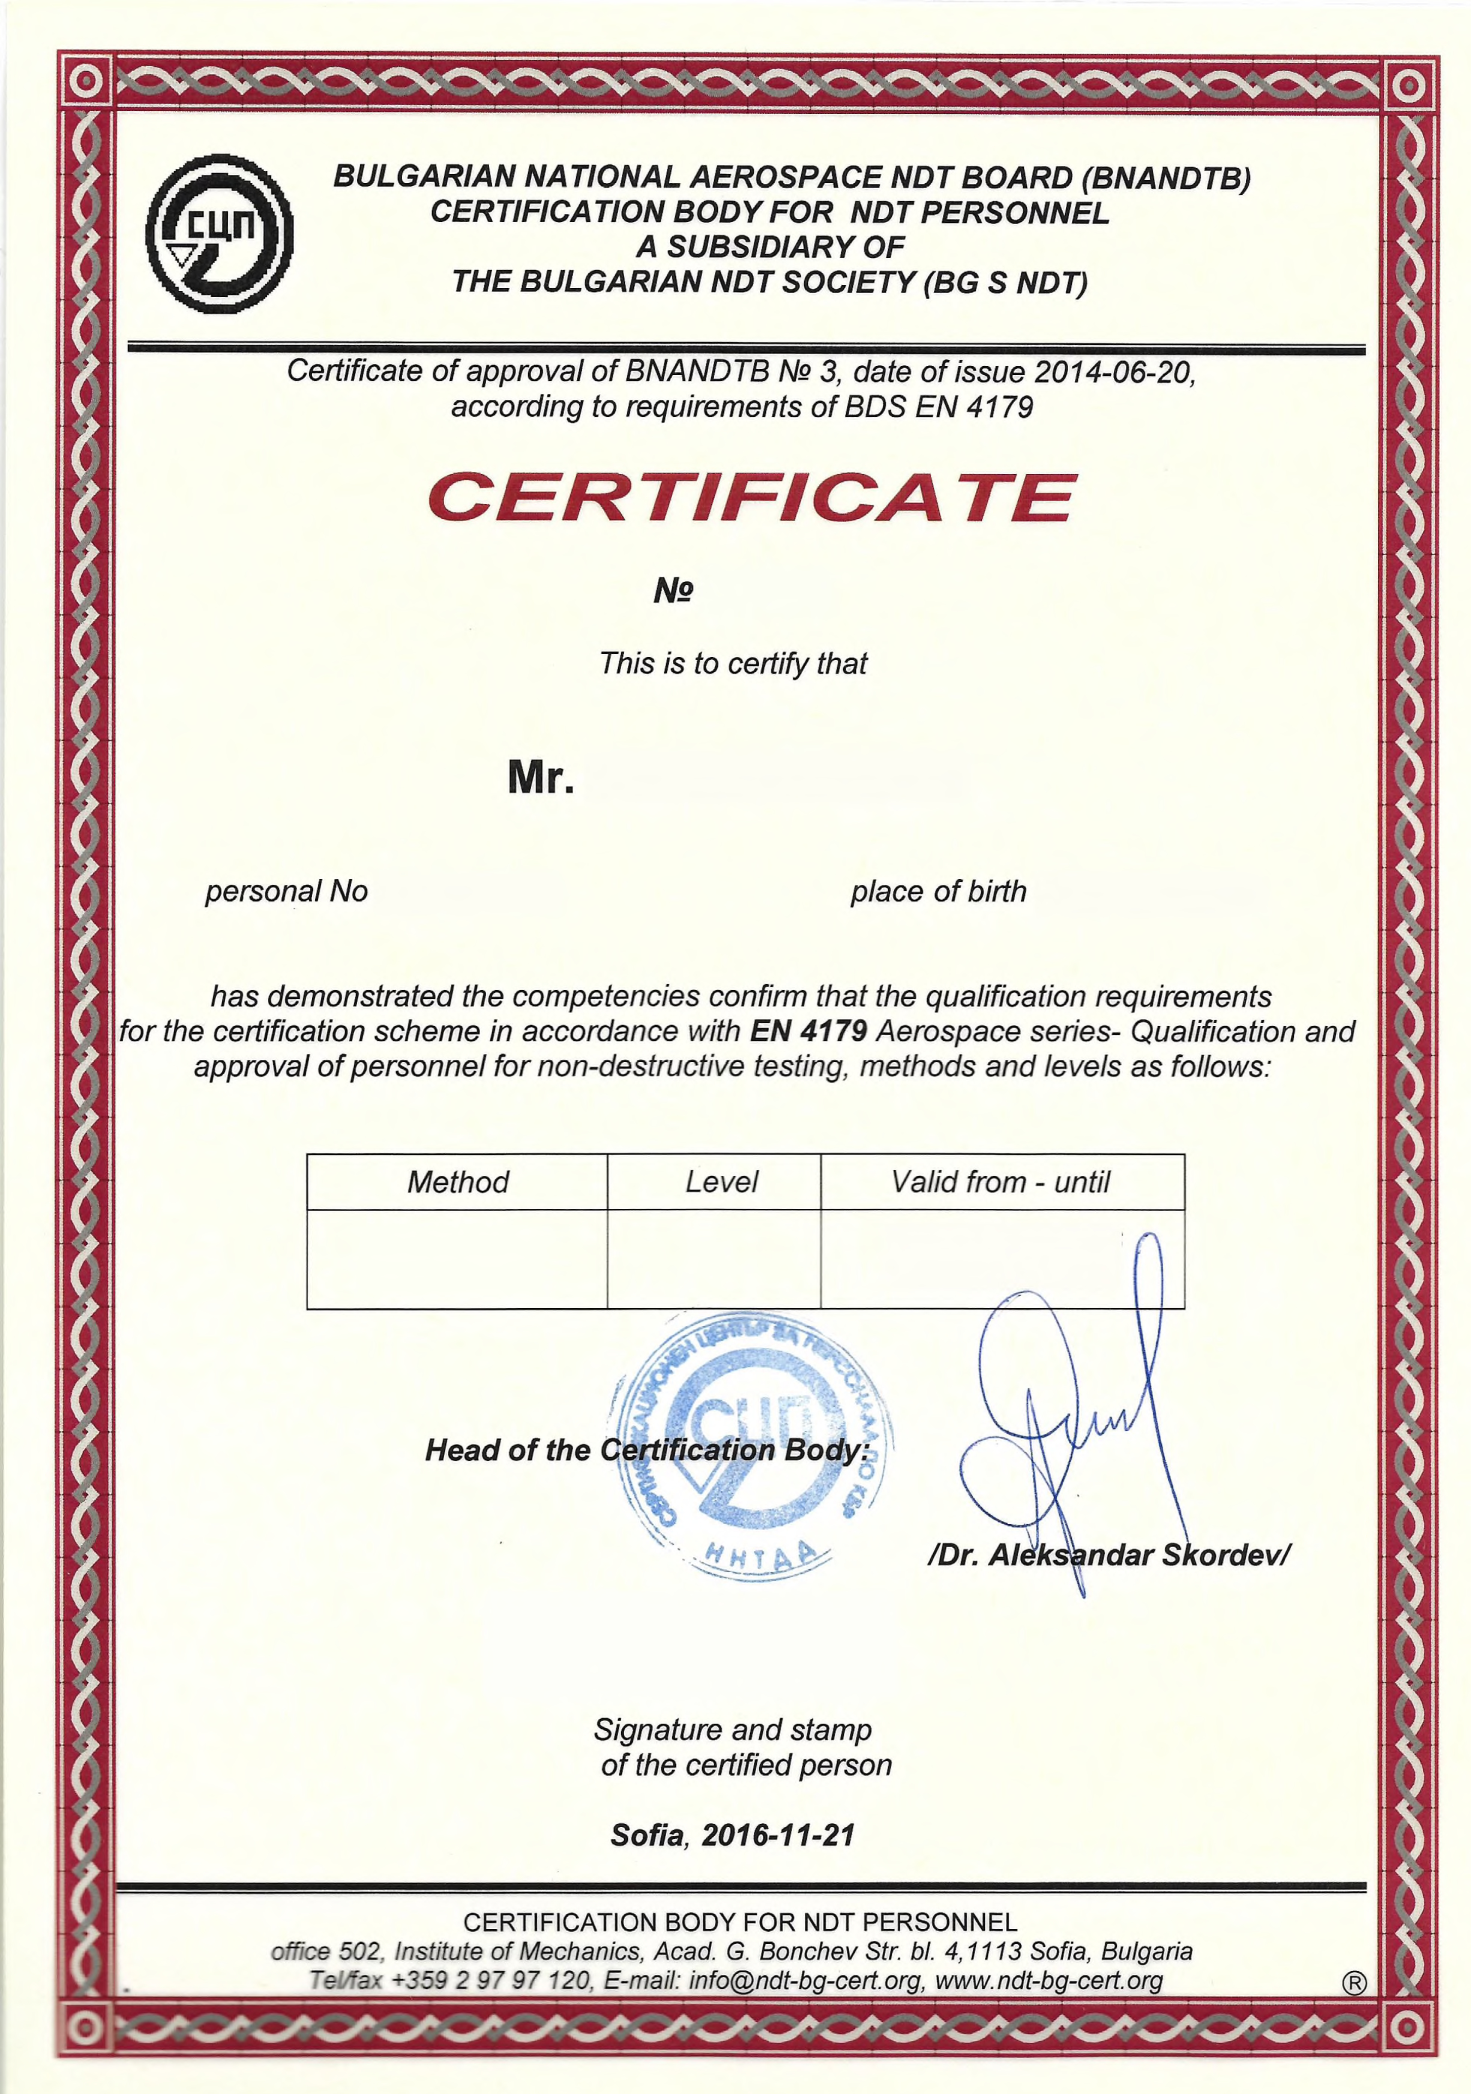 СЦП
BULGARIAN NATIONAL AEROSPACE NDT BOARD (BNANDTB)
CERTIFICATION BODY FOR NDT PERSONNEL
A SUBSIDIARY OF
THE BULGARIAN NDT SOCIETY (BG S NDT)
Certificate of approval of BNANDTB № 3, date of issue 2014-06-20,
according to requirements of BDS EN 4179
CERTIFICATE
№
This is to certify that
Mr.
personal No place of birth
has demonstrated the competencies confirm that the qualification requirements
for the certification scheme in accordance with EN 4179 Aerospace series- Qualification and
approval of personnel for non-destructive testing, methods and levels as follows:
Method Level Valid from - until
СЕРТИФИКАЦИОНЕН ЦЕНТЪР ЗА ПЕРСОНАЛ ПО КБР
СЦП
ННТДД
Head of the Certification Body:
/Dr. Aleksandar Skordev/
Signature and stamp
of the certified person
Sofia, 2016-11-21
CERTIFICATION BODY FOR NDT PERSONNEL
office 502, Institute of Mechanics, Acad. G. Bonchev Str. bl. 4,1113 Sofia, Bulgaria
Tel/fax +359 2 97 97 120, E-mail: info@ndt-bg-cert.org, www.ndt-bg-cert.org
®